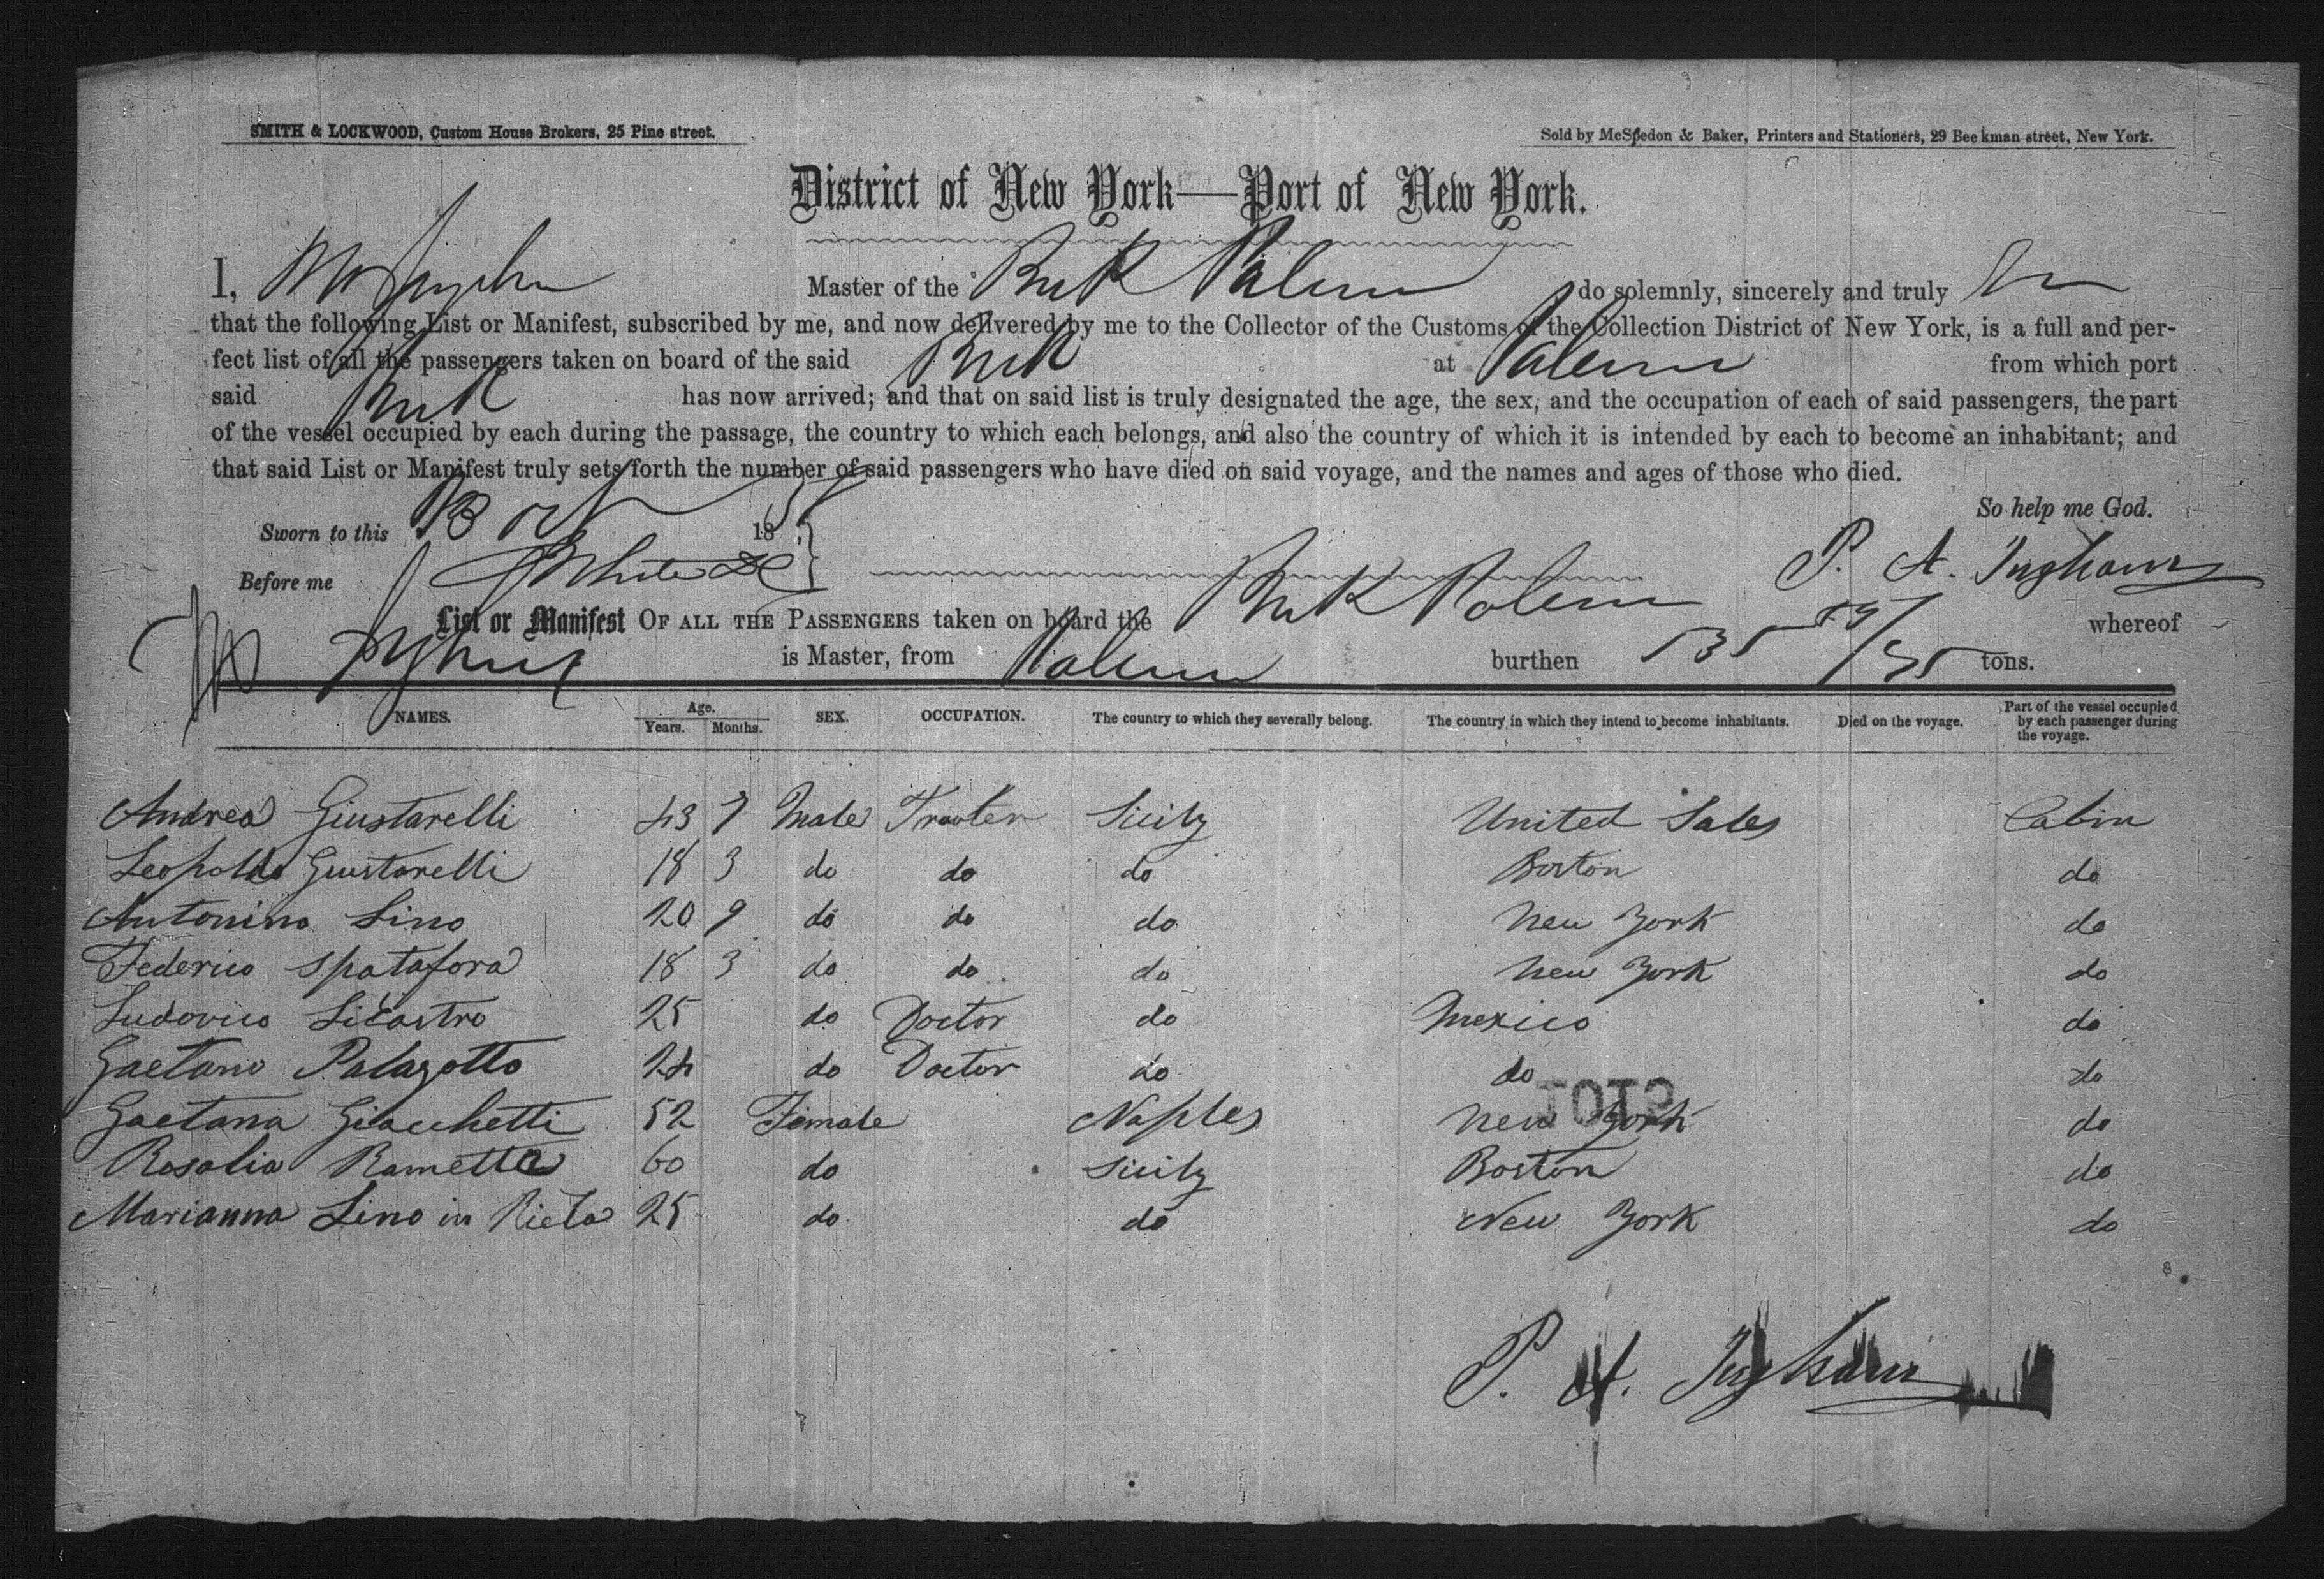 SMITH & LOCKWOOD, Custom House Brokers, 25 Pine street.
Sold by McSpedon & Baker, Printers and Stationers, 29 Beekman street, New York.
District of New York—Port of New York.
I, Master of the do solemnly, sincerely and truly
that the following List or Manifest, subscribed by me, and now delivered by me to the Collector of the Customs of the Collection District of New York, is a full and per-
fect list of all the passengers taken on board of the said at from which port
said has now arrived; and that on said list is truly designated the age, the sex, and the occupation of each of said passengers, the part
of the vessel occupied by each during the passage, the country to which each belongs, and also the country of which it is intended by each to become an inhabitant; and
that said List or Manifest truly sets forth the number of said passengers who have died on said voyage, and the names and ages of those who died.
So help me God.
Sworn to this 18
Before me White P. A. Ingham
List or Manifest OF ALL THE PASSENGERS taken on board the whereof
is Master, from burthen tons.
NAMES. Age. Years. Months. SEX. OCCUPATION. The country to which they severally belong. The country in which they intend to become inhabitants. Died on the voyage. Part of the vessel occupied by each passenger during the voyage.
Andrea Giustarelli 43 7 Male Sicily United Sates Cabin
Leopoldo Giustarelli 18 3 do do do Boston do
Antonino Lino 20 9 do do do New York do
Federico Spatafora 18 3 do do do New York do
Ludovico Licastro 25 do Doctor do Mexico do
Gaetano Palazotto 24 do Doctor do do do
Gaetana Giacchetti 52 Female Naples New York do
Rosalia Rametta 60 do Sicily Boston do
Marianna Lino in Rieta 25 do do New York do
P. A. Ingham